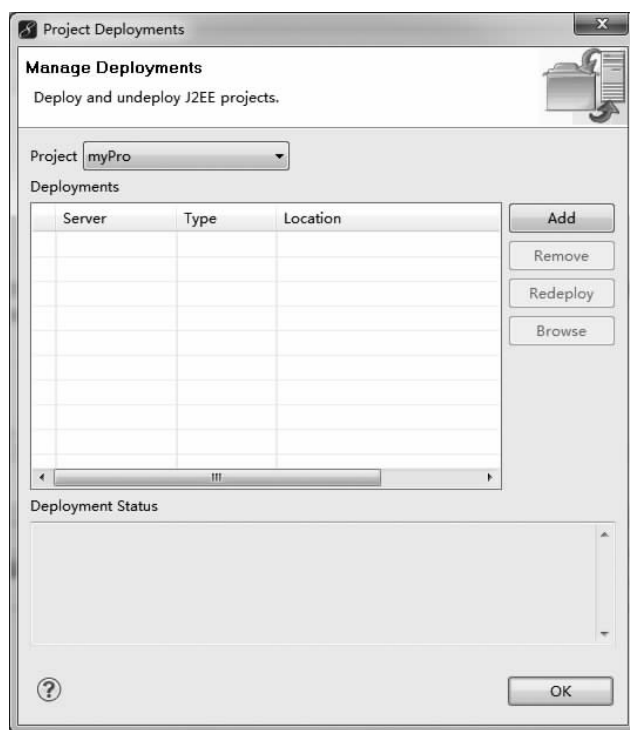 Project Deployments
Manage Deployments
Deploy and undeploy J2EE projects.
Project myPro
Deployments
Server Type Location
Add
Remove
Redeploy
Browse
Deployment Status
OK